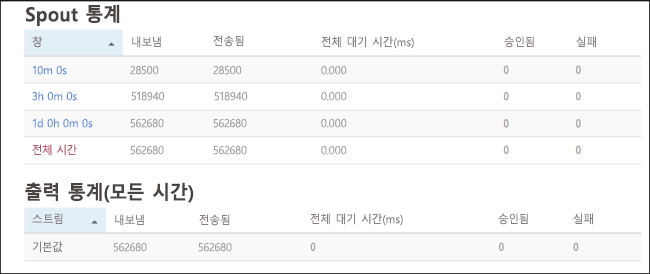 Spout 통계
창 내보냄 전송됨 전체 대기 시간(ms) 승인됨 실패
10m 0s 28500 28500 0.000 0 0
3h 0m 0s 518940 518940 0.000 0 0
1d 0h 0m 0s 562680 562680 0.000 0 0
전체 시간 562680 562680 0.000 0 0
출력 통계(모든 시간)
스트림 내보냄 전송됨 전체 대기 시간(ms) 승인됨 실패
기본값 562680 562680 0 0 0